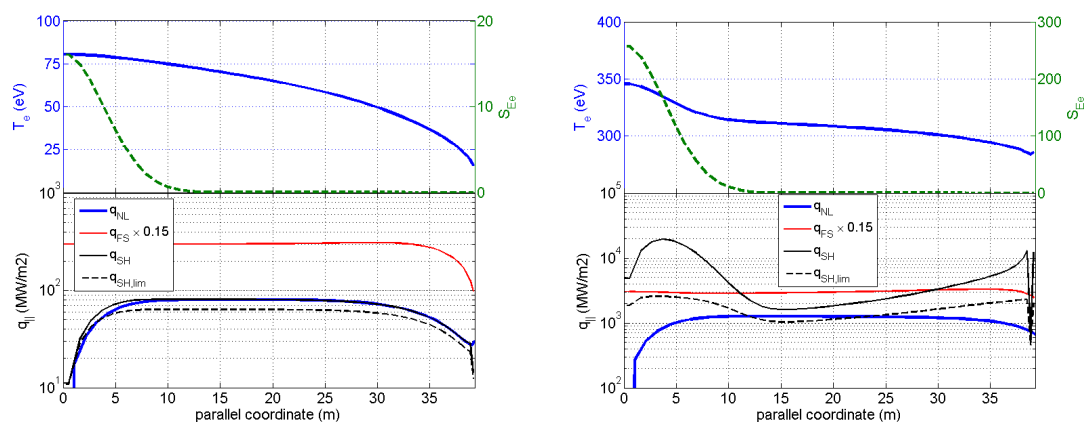 100
75
50
25
T_e (eV)
20
10
0
S_Ee
10^3
10^2
10^1
q_|| (MW/m2)
q_NL
q_FS × 0.15
q_SH
q_SH,lim
0 5 10 15 20 25 30 35
parallel coordinate (m)
400
350
300
T_e (eV)
300
200
100
0
S_Ee
10^5
10^4
10^3
10^2
q_|| (MW/m2)
q_NL
q_FS × 0.15
q_SH
q_SH,lim
0 5 10 15 20 25 30 35
parallel coordinate (m)